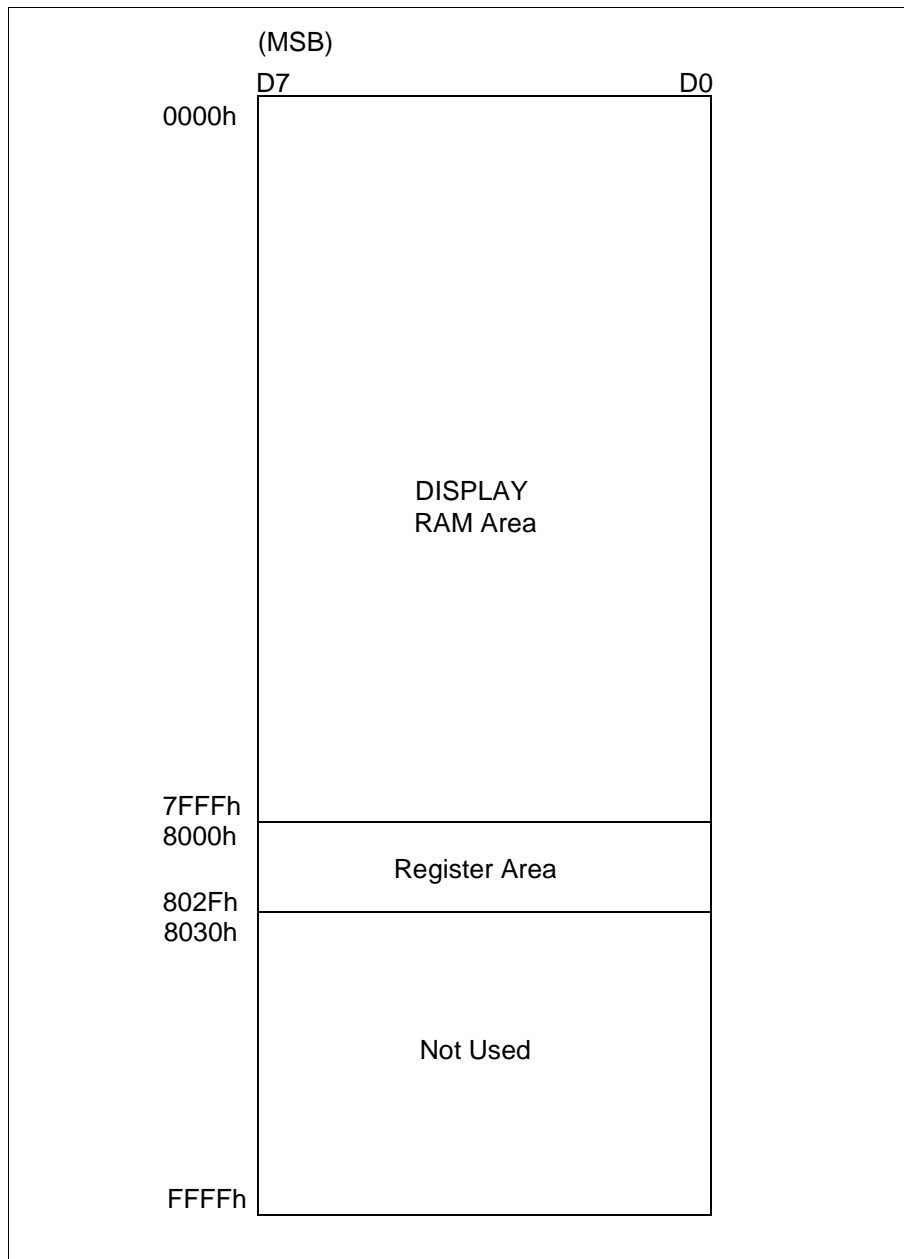 (MSB)
D7 D0
0000h
DISPLAY
RAM Area
7FFFh
8000h
Register Area
802Fh
8030h
Not Used
FFFFh